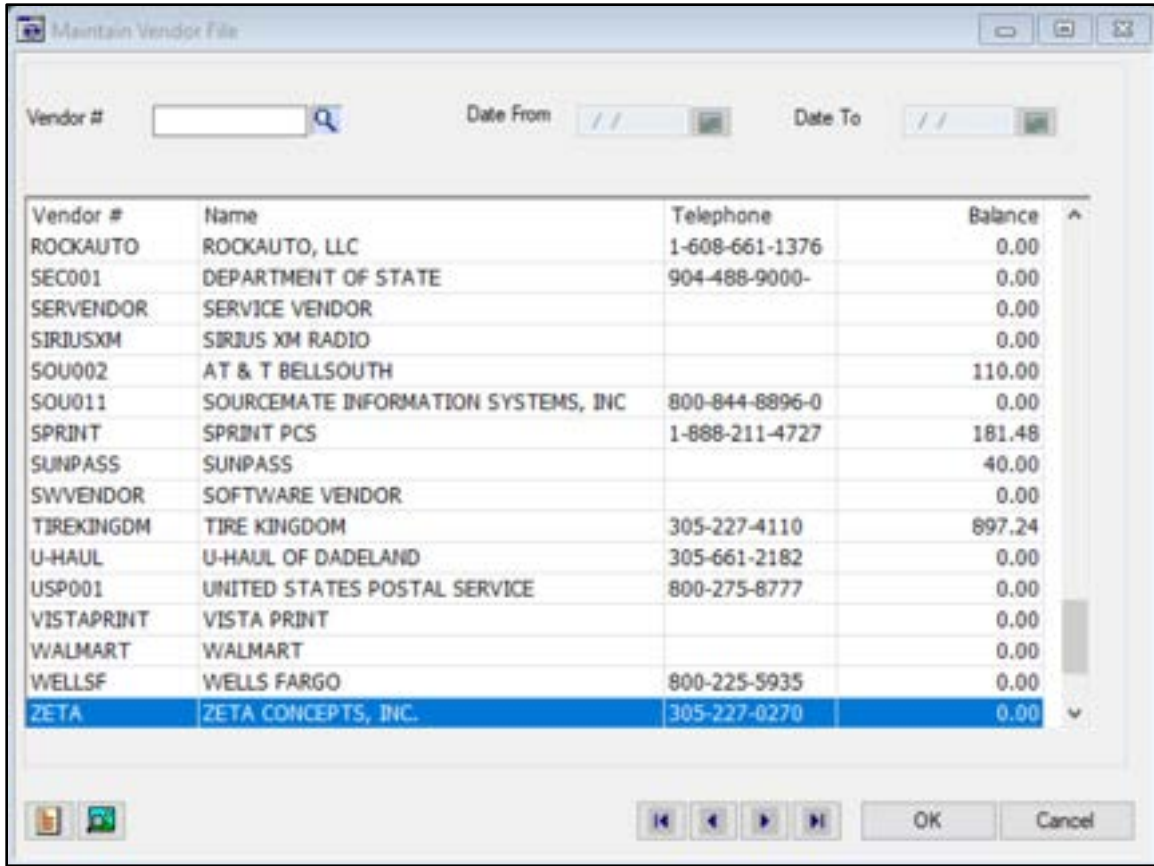 Maintain Vendor File
Vendor # Date From / / Date To / /
Vendor # Name Telephone Balance
ROCKAUTO ROCKAUTO, LLC 1-608-661-1376 0.00
SEC001 DEPARTMENT OF STATE 904-488-9000- 0.00
SERVENDOR SERVICE VENDOR 0.00
SIRIUSXM SIRIUS XM RADIO 0.00
SOU002 AT & T BELLSOUTH 110.00
SOU011 SOURCEMATE INFORMATION SYSTEMS, INC 800-844-8896-0 0.00
SPRINT SPRINT PCS 1-888-211-4727 181.48
SUNPASS SUNPASS 40.00
SWVENDOR SOFTWARE VENDOR 0.00
TIREKINGDM TIRE KINGDOM 305-227-4110 897.24
U-HAUL U-HAUL OF DADELAND 305-661-2182 0.00
USP001 UNITED STATES POSTAL SERVICE 800-275-8777 0.00
VISTAPRINT VISTA PRINT 0.00
WALMART WALMART 0.00
WELLSF WELLS FARGO 800-225-5935 0.00
ZETA ZETA CONCEPTS, INC. 305-227-0270 0.00
OK Cancel